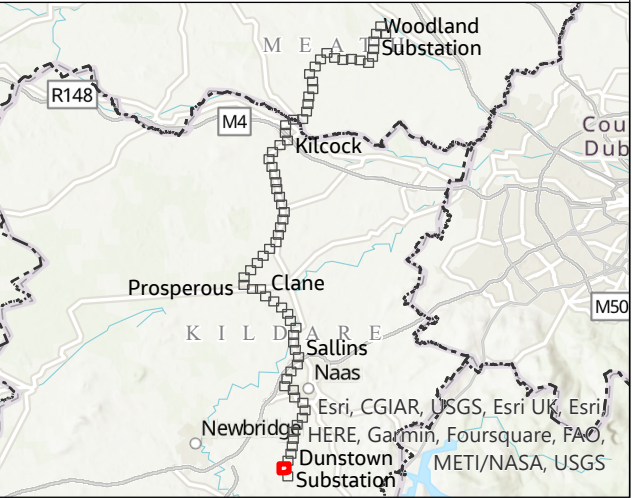 Woodland
Substation
MEATH
R148
M4
Cou
Dub
Kilcock
Prosperous
Clane
M50
KILDARE
Sallins
Naas
Esri, CGIAR, USGS, Esri UK, Esri,
Newbridge
HERE, Garmin, Foursquare, FAO,
Dunstown
METI/NASA, USGS
Substation